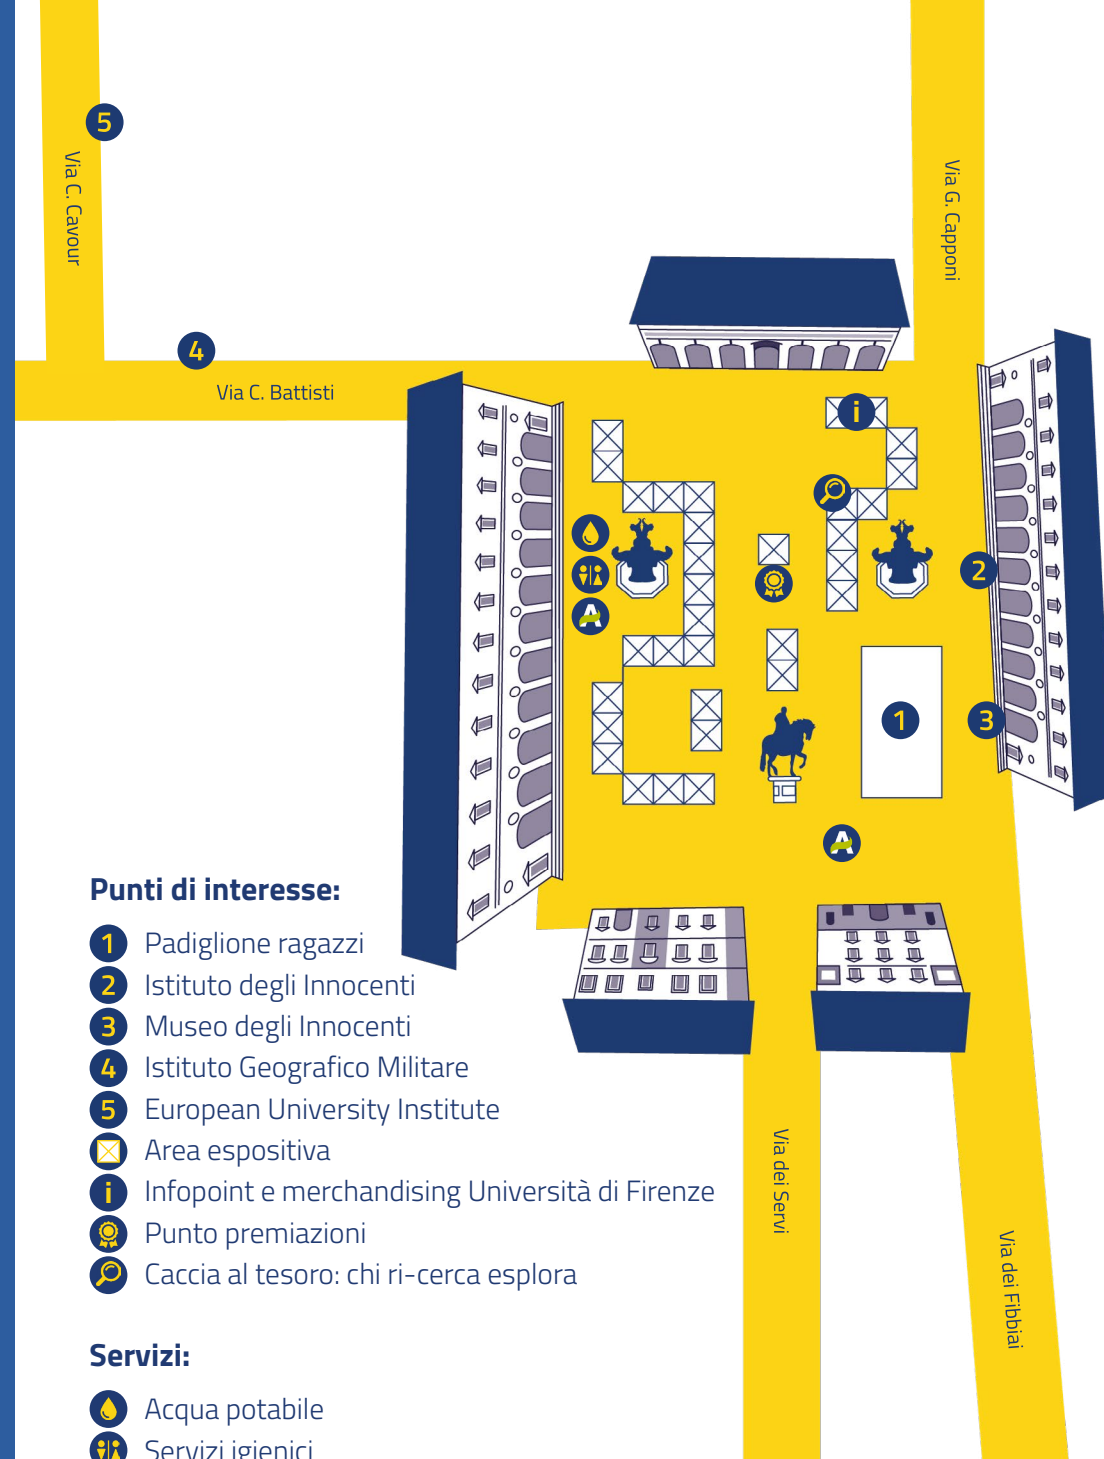 5
Via C. Cavour
Via G. Capponi
4
Via C. Battisti
i
2
1
3
A
A
Punti di interesse:
1 Padiglione ragazzi
2 Istituto degli Innocenti
3 Museo degli Innocenti
4 Istituto Geografico Militare
5 European University Institute
Area espositiva
i Infopoint e merchandising Università di Firenze
Punto premiazioni
Caccia al tesoro: chi ri-cerca esplora
Via dei Servi
Via dei Fibbiai
Servizi:
Acqua potabile
Servizi igienici